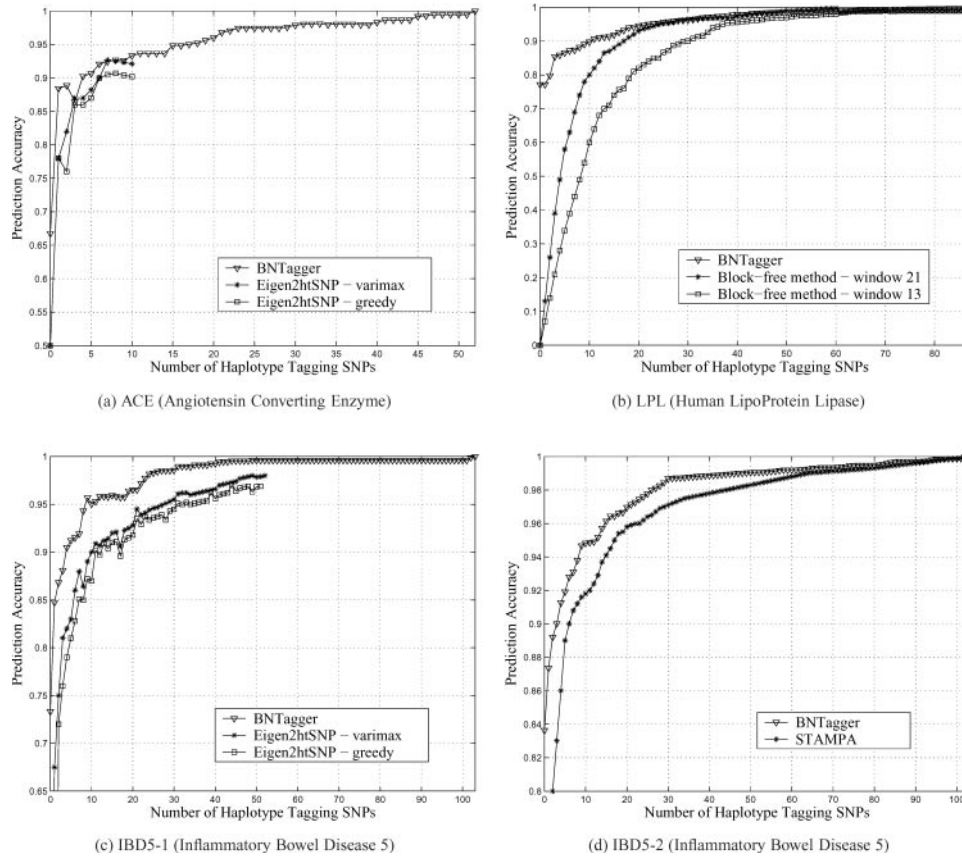 1
0.95
0.9
0.85
0.8
0.75
0.7
0.65
0.6
0.55
0.5
Prediction Accuracy
BNTagger
Eigen2htSNP − varimax
Eigen2htSNP − greedy
0 5 10 15 20 25 30 35 40 45 50
Number of Haplotype Tagging SNPs
(a) ACE (Angiotensin Converting Enzyme)
1
0.9
0.8
0.7
0.6
0.5
0.4
0.3
0.2
0.1
0
Prediction Accuracy
BNTagger
Block−free method − window 21
Block−free method − window 13
0 10 20 30 40 50 60 70 80
Number of Haplotype Tagging SNPs
(b) LPL (Human LipoProtein Lipase)
1
0.95
0.9
0.85
0.8
0.75
0.7
0.65
Prediction Accuracy
BNTagger
Eigen2htSNP − varimax
Eigen2htSNP − greedy
0 10 20 30 40 50 60 70 80 90 100
Number of Haplotype Tagging SNPs
(c) IBD5-1 (Inflammatory Bowel Disease 5)
1
0.98
0.96
0.94
0.92
0.9
0.88
0.86
0.84
0.82
0.8
Prediction Accuracy
BNTagger
STAMPA
0 10 20 30 40 50 60 70 80 90 100
Number of Haplotype Tagging SNPs
(d) IBD5-2 (Inflammatory Bowel Disease 5)